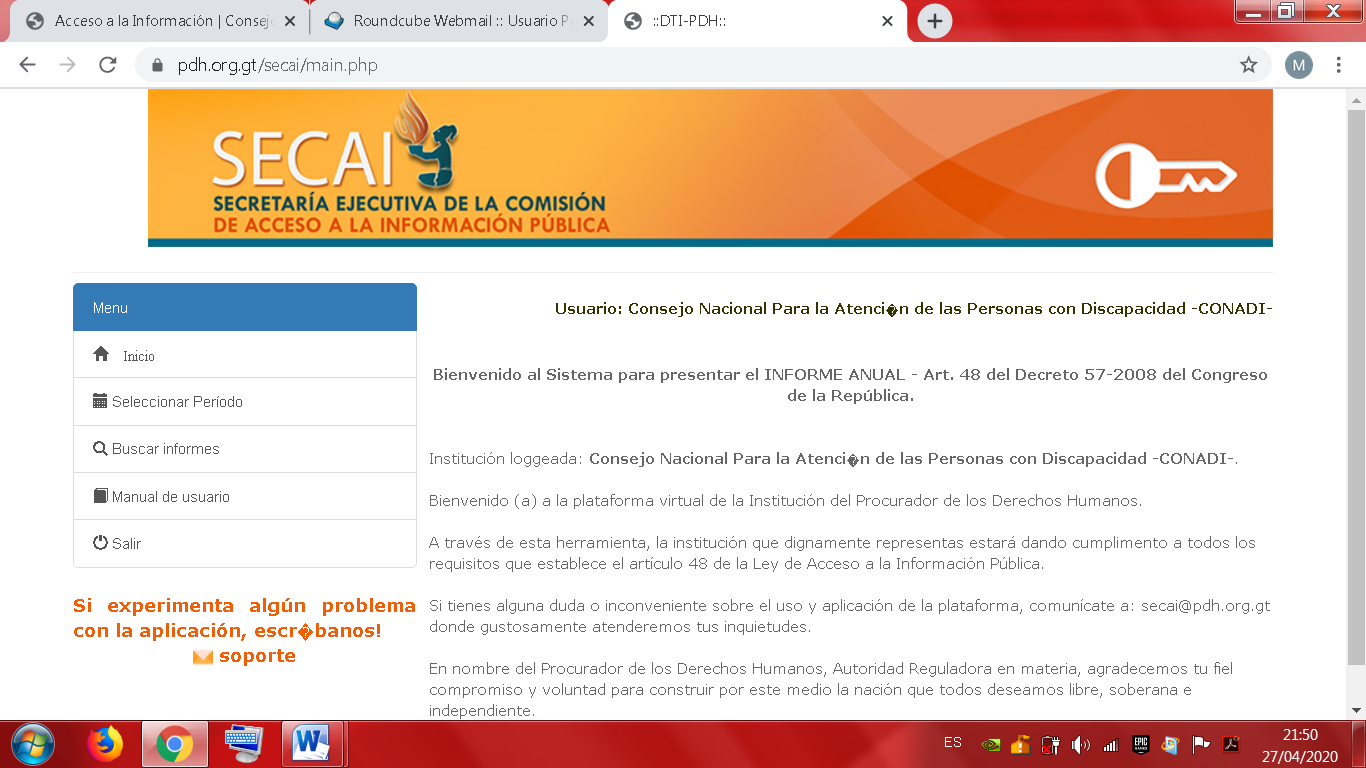 Acceso a la Información | Consej
Roundcube Webmail :: Usuario P
::DTI-PDH::
pdh.org.gt/secai/main.php
M
SECAI
SECRETARÍA EJECUTIVA DE LA COMISIÓN
DE ACCESO A LA INFORMACIÓN PÚBLICA
Menu
Inicio
Seleccionar Período
Buscar informes
Manual de usuario
Salir
Si experimenta algún problema
con la aplicación, escr�banos!
soporte
Usuario: Consejo Nacional Para la Atenci�n de las Personas con Discapacidad -CONADI-
Bienvenido al Sistema para presentar el INFORME ANUAL - Art. 48 del Decreto 57-2008 del Congreso
de la República.
Institución loggeada: Consejo Nacional Para la Atenci�n de las Personas con Discapacidad -CONADI-.
Bienvenido (a) a la plataforma virtual de la Institución del Procurador de los Derechos Humanos.
A través de esta herramienta, la institución que dignamente representas estará dando cumplimento a todos los
requisitos que establece el artículo 48 de la Ley de Acceso a la Información Pública.
Si tienes alguna duda o inconveniente sobre el uso y aplicación de la plataforma, comunícate a: secai@pdh.org.gt
donde gustosamente atenderemos tus inquietudes.
En nombre del Procurador de los Derechos Humanos, Autoridad Reguladora en materia, agradecemos tu fiel
compromiso y voluntad para construir por este medio la nación que todos deseamos libre, soberana e
independiente.
ES
EPIC
21:50
27/04/2020